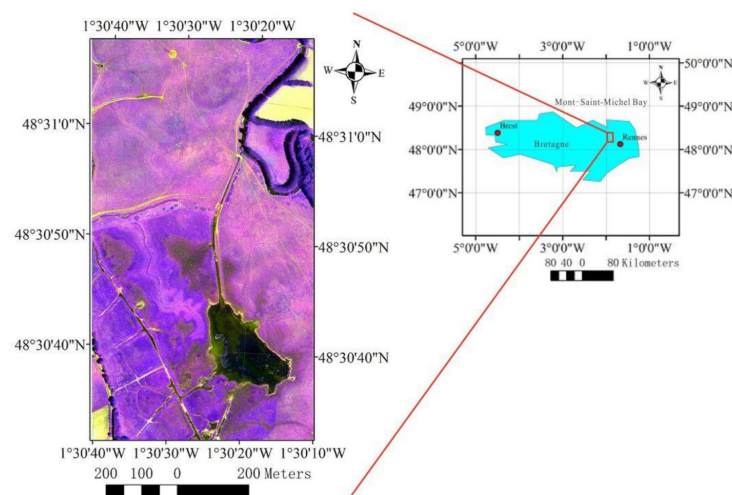 1°30'40"W 1°30'30"W 1°30'20"W
N
W E
S
48°31'0"N
48°31'0"N
48°30'50"N
48°30'50"N
48°30'40"N
48°30'40"N
1°30'40"W 1°30'30"W 1°30'20"W 1°30'10"W
200 100 0 200 Meters
5°0'0"W 3°0'0"W 1°0'0"W
50°0'0"N
N
W E
S
Mont-Saint-Michel Bay
49°0'0"N
49°0'0"N
Brest
Rennes
Bretagne
48°0'0"N
48°0'0"N
47°0'0"N
47°0'0"N
5°0'0"W 3°0'0"W 1°0'0"W
80 40 0 80 Kilometers